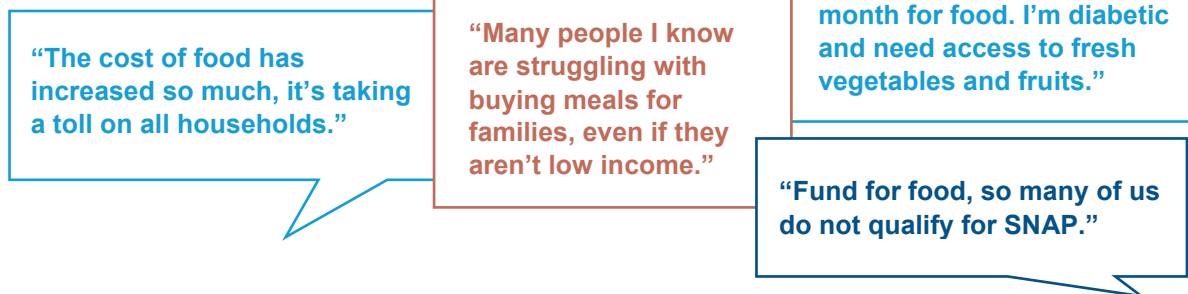 “The cost of food has
increased so much, it’s taking
a toll on all households.”
“Many people I know
are struggling with
buying meals for
families, even if they
aren’t low income.”
month for food. I’m diabetic
and need access to fresh
vegetables and fruits.”
“Fund for food, so many of us
do not qualify for SNAP.”